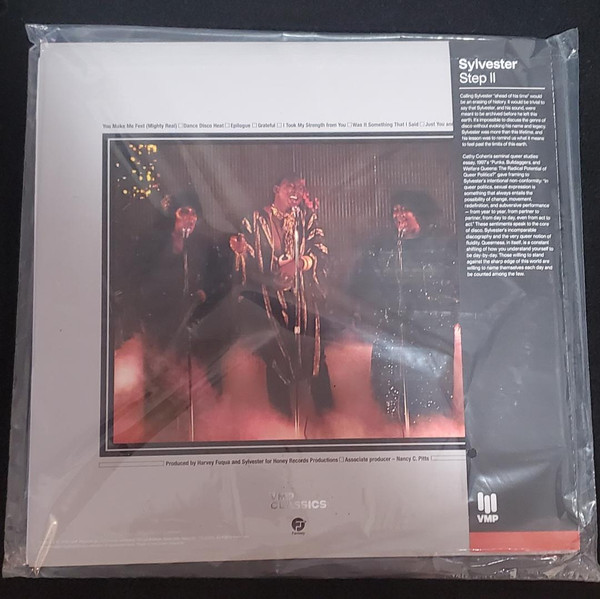 Sylvester
Step II
Calling Sylvester "ahead of his time" would
be an erasing of history. It would be trivial to
say that Sylvester, and his sound, were
meant to be archived before he left this
earth. It's impossible to discuss the genre of
disco without evoking his name and legacy.
Sylvester was more than this lifetime, and
his lesson was to remind us what it means
to feel past the limits of this earth.
Cathy Cohen's seminal queer studies
essay, 1997's "Punks, Bulldaggers, and
Welfare Queens: The Radical Potential of
Queer Politics?" gave framing to
Sylvester's intentional non-conformity: "In
queer politics, sexual expression is
something that always entails the
possibility of change, movement,
redefinition, and subversive performance
— from year to year, from partner to
partner, from day to day, even from act to
act." These sentiments speak to the core
of disco, Sylvester's incomparable
discography and the very queer notion of
fluidity. Queerness, in itself, is a constant
shifting of how you understand yourself to
be day-by-day. Those willing to stand
against the sharp edge of this world are
willing to name themselves each day and
be counted among the few.
You Make Me Feel (Mighty Real) □ Dance (Disco Heat) □ Epilogue □ Grateful □ I Took My Strength from You □ Was It Something That I Said □ Just You and
Produced by Harvey Fuqua and Sylvester for Honey Records Productions □ Associate producer – Nancy C. Pitts
VMP
CLASSICS
Fantasy
VMP